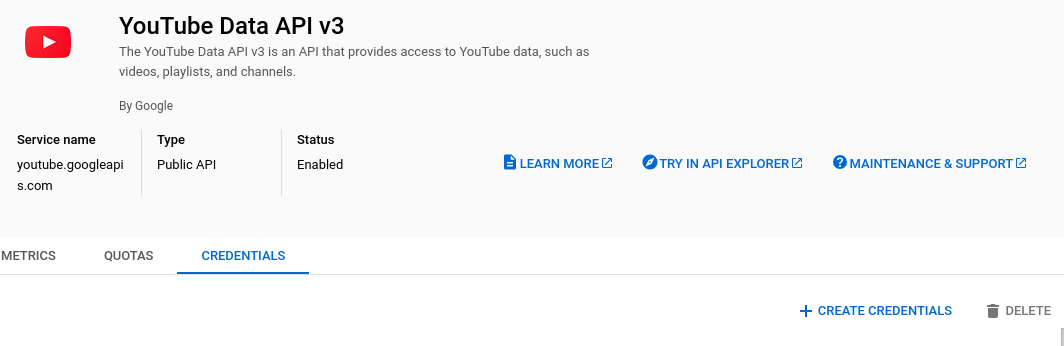 YouTube Data API v3
The YouTube Data API v3 is an API that provides access to YouTube data, such as
videos, playlists, and channels.
By Google
Service name
youtube.googleapi
s.com
Type
Public API
Status
Enabled
LEARN MORE
TRY IN API EXPLORER
MAINTENANCE & SUPPORT
METRICS
QUOTAS
CREDENTIALS
CREATE CREDENTIALS
DELETE